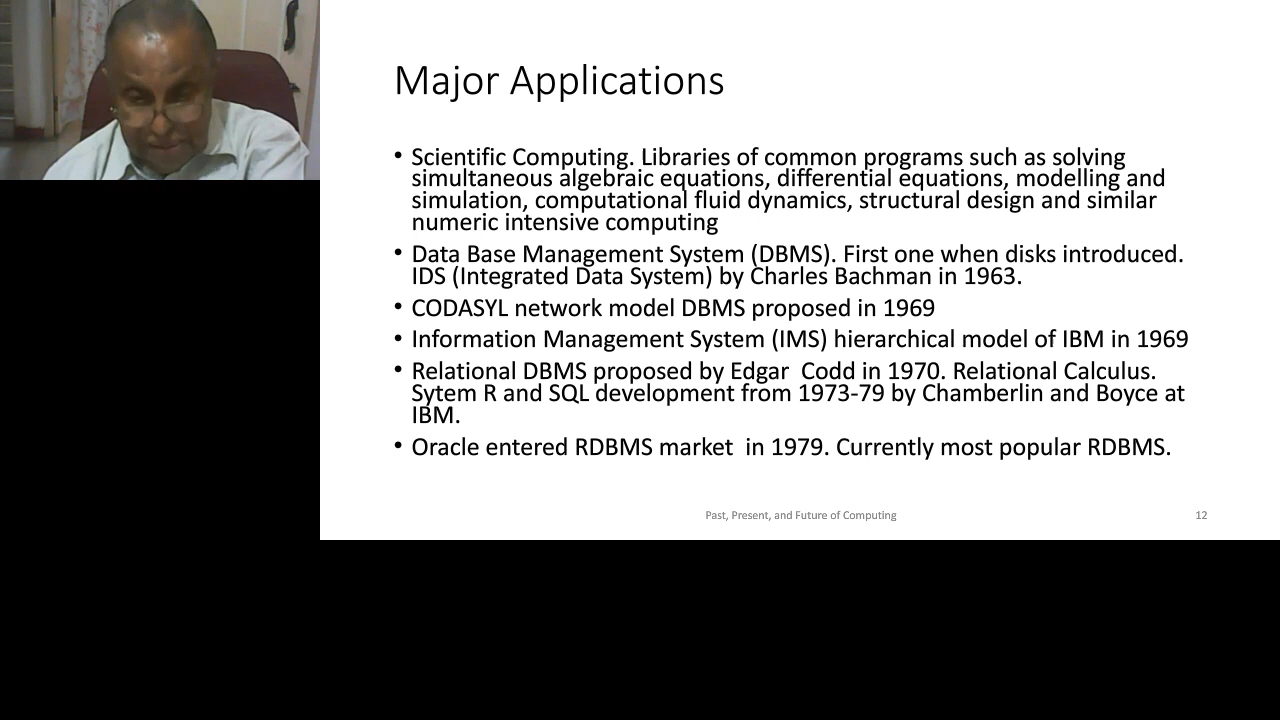 Major Applications
• Scientific Computing. Libraries of common programs such as solving
simultaneous algebraic equations, differential equations, modelling and
simulation, computational fluid dynamics, structural design and similar
numeric intensive computing
• Data Base Management System (DBMS). First one when disks introduced.
IDS (Integrated Data System) by Charles Bachman in 1963.
• CODASYL network model DBMS proposed in 1969
• Information Management System (IMS) hierarchical model of IBM in 1969
• Relational DBMS proposed by Edgar  Codd in 1970. Relational Calculus.
Sytem R and SQL development from 1973-79 by Chamberlin and Boyce at
IBM.
• Oracle entered RDBMS market  in 1979. Currently most popular RDBMS.
Past, Present, and Future of Computing
12